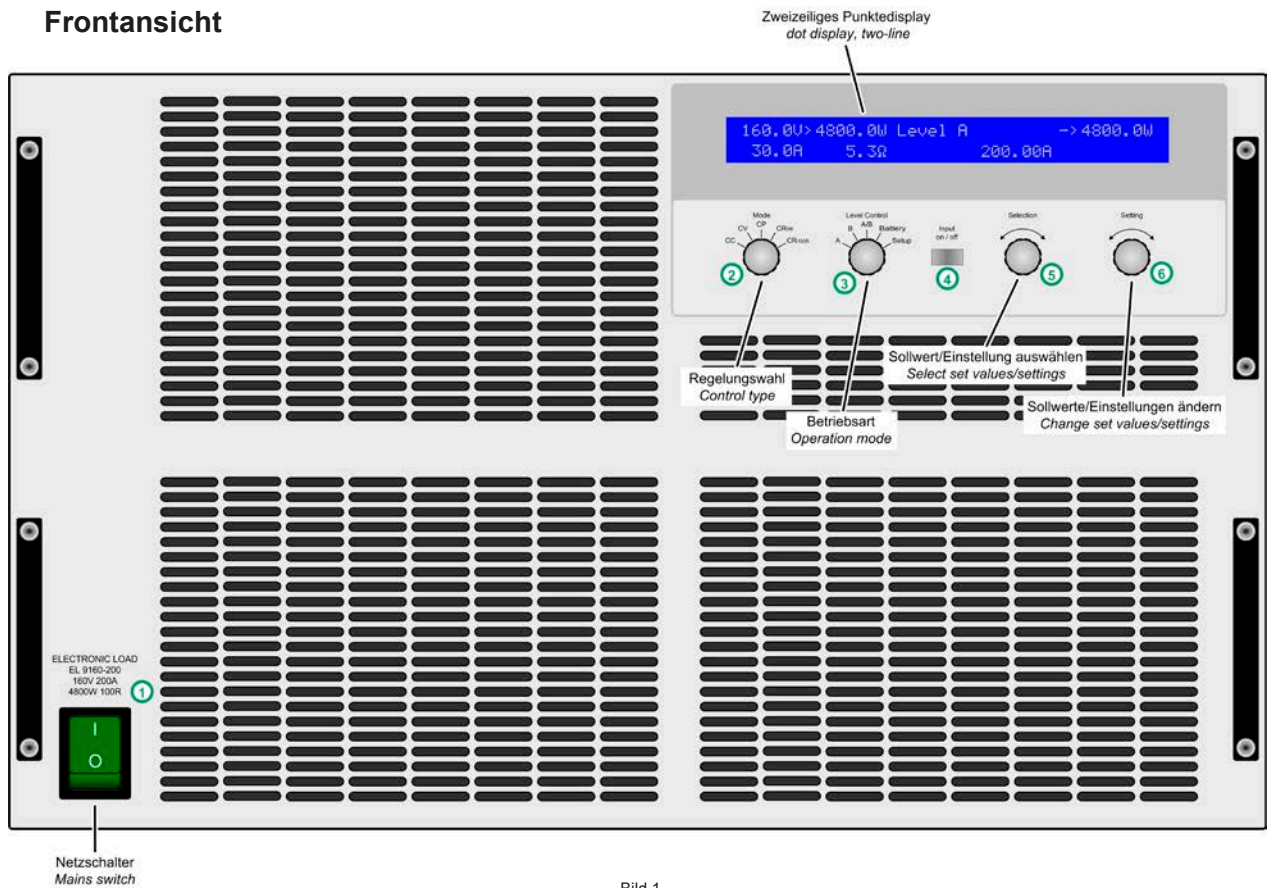 Frontansicht
Zweizeiliges Punktedisplay
dot display, two-line
160.0V>4800.0W Level A ->4800.0W
30.0A 5.3Ω 200.00A
Mode
CC CV CP CRlow CRhigh
Level Control
A B A/B Battery Setup
Input
on / off
Selection
Setting
2
3
4
5
6
Regelungswahl
Control type
Betriebsart
Operation mode
Sollwert/Einstellung auswählen
Select set values/settings
Sollwerte/Einstellungen ändern
Change set values/settings
ELECTRONIC LOAD
EL 9160-200
160V 200A
4800W 100R
1
I
O
Netzschalter
Mains switch
Bild 1